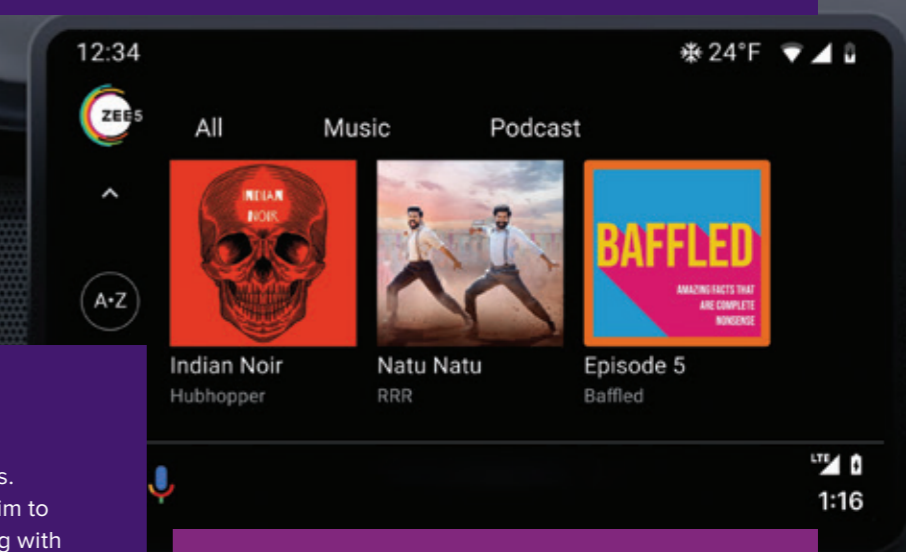 12:34
24°F
ZEE5
All Music Podcast
INDIAN
NOIR
BAFFLED
AMAZING FACTS THAT
ARE COMPLETE
NONSENSE
A•Z
Indian Noir Natu Natu Episode 5
Hubhopper RRR Baffled
s.
im to
g with
LTE
1:16